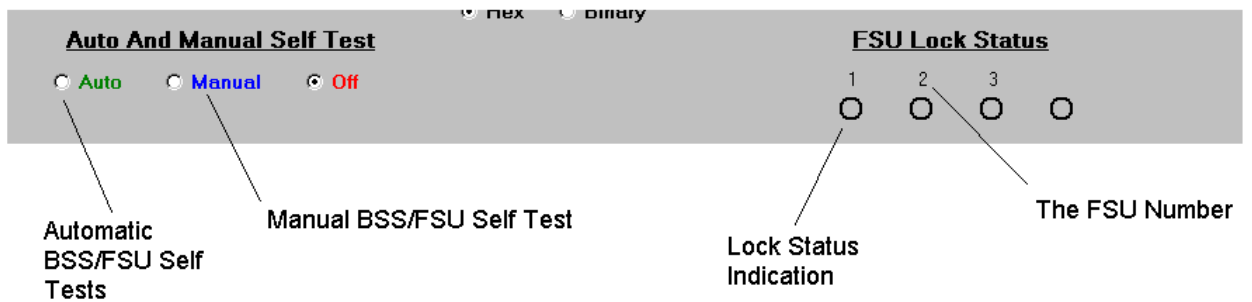 Hex Binary
Auto And Manual Self Test
FSU Lock Status
Auto Manual Off
1 2 3
Automatic
BSS/FSU Self
Tests
Manual BSS/FSU Self Test
Lock Status
Indication
The FSU Number